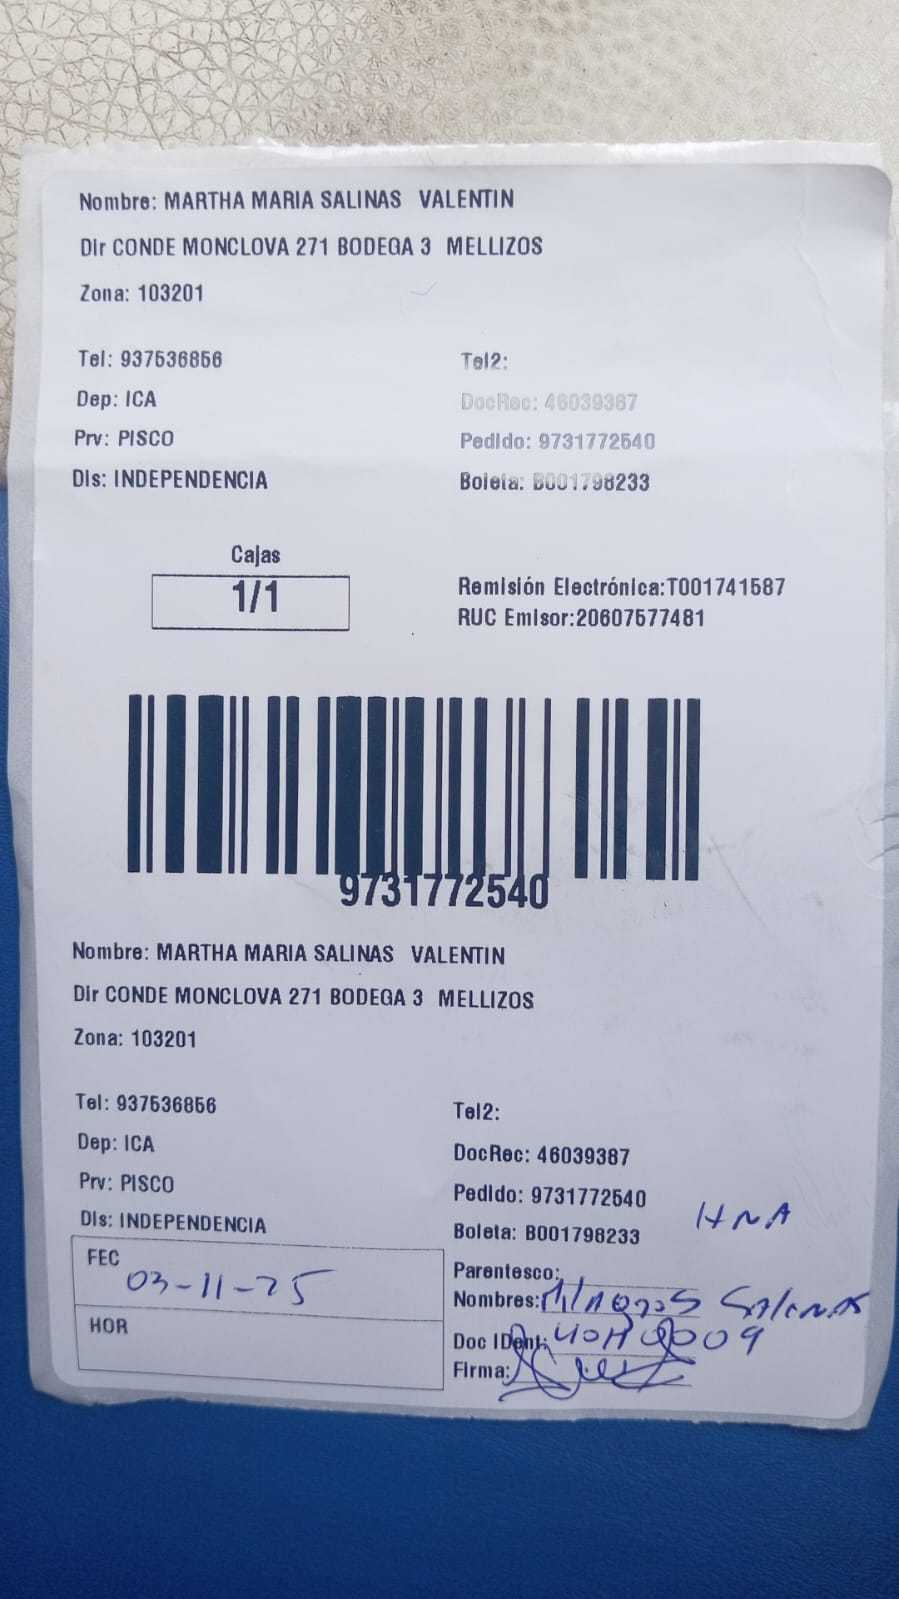 Nombre: MARTHA MARIA SALINAS VALENTIN
Dir CONDE MONCLOVA 271 BODEGA 3 MELLIZOS
Zona: 103201
Tel: 937536856 Tel2:
Dep: ICA DocRec: 46039387
Prv: PISCO Pedido: 9731772540
Dis: INDEPENDENCIA Boleta: B001798233
Cajas
1/1
Remisión Electrónica:T001741587
RUC Emisor:20607577481
9731772540
Nombre: MARTHA MARIA SALINAS VALENTIN
Dir CONDE MONCLOVA 271 BODEGA 3 MELLIZOS
Zona: 103201
Tel: 937536856 Tel2:
Dep: ICA DocRec: 46039387
Prv: PISCO Pedido: 9731772540
Dis: INDEPENDENCIA Boleta: B001798233
HNA
FEC 03-11-25
HOR
Parentesco:
Nombres: Milagros Salinas
Doc IDent:
Firma: